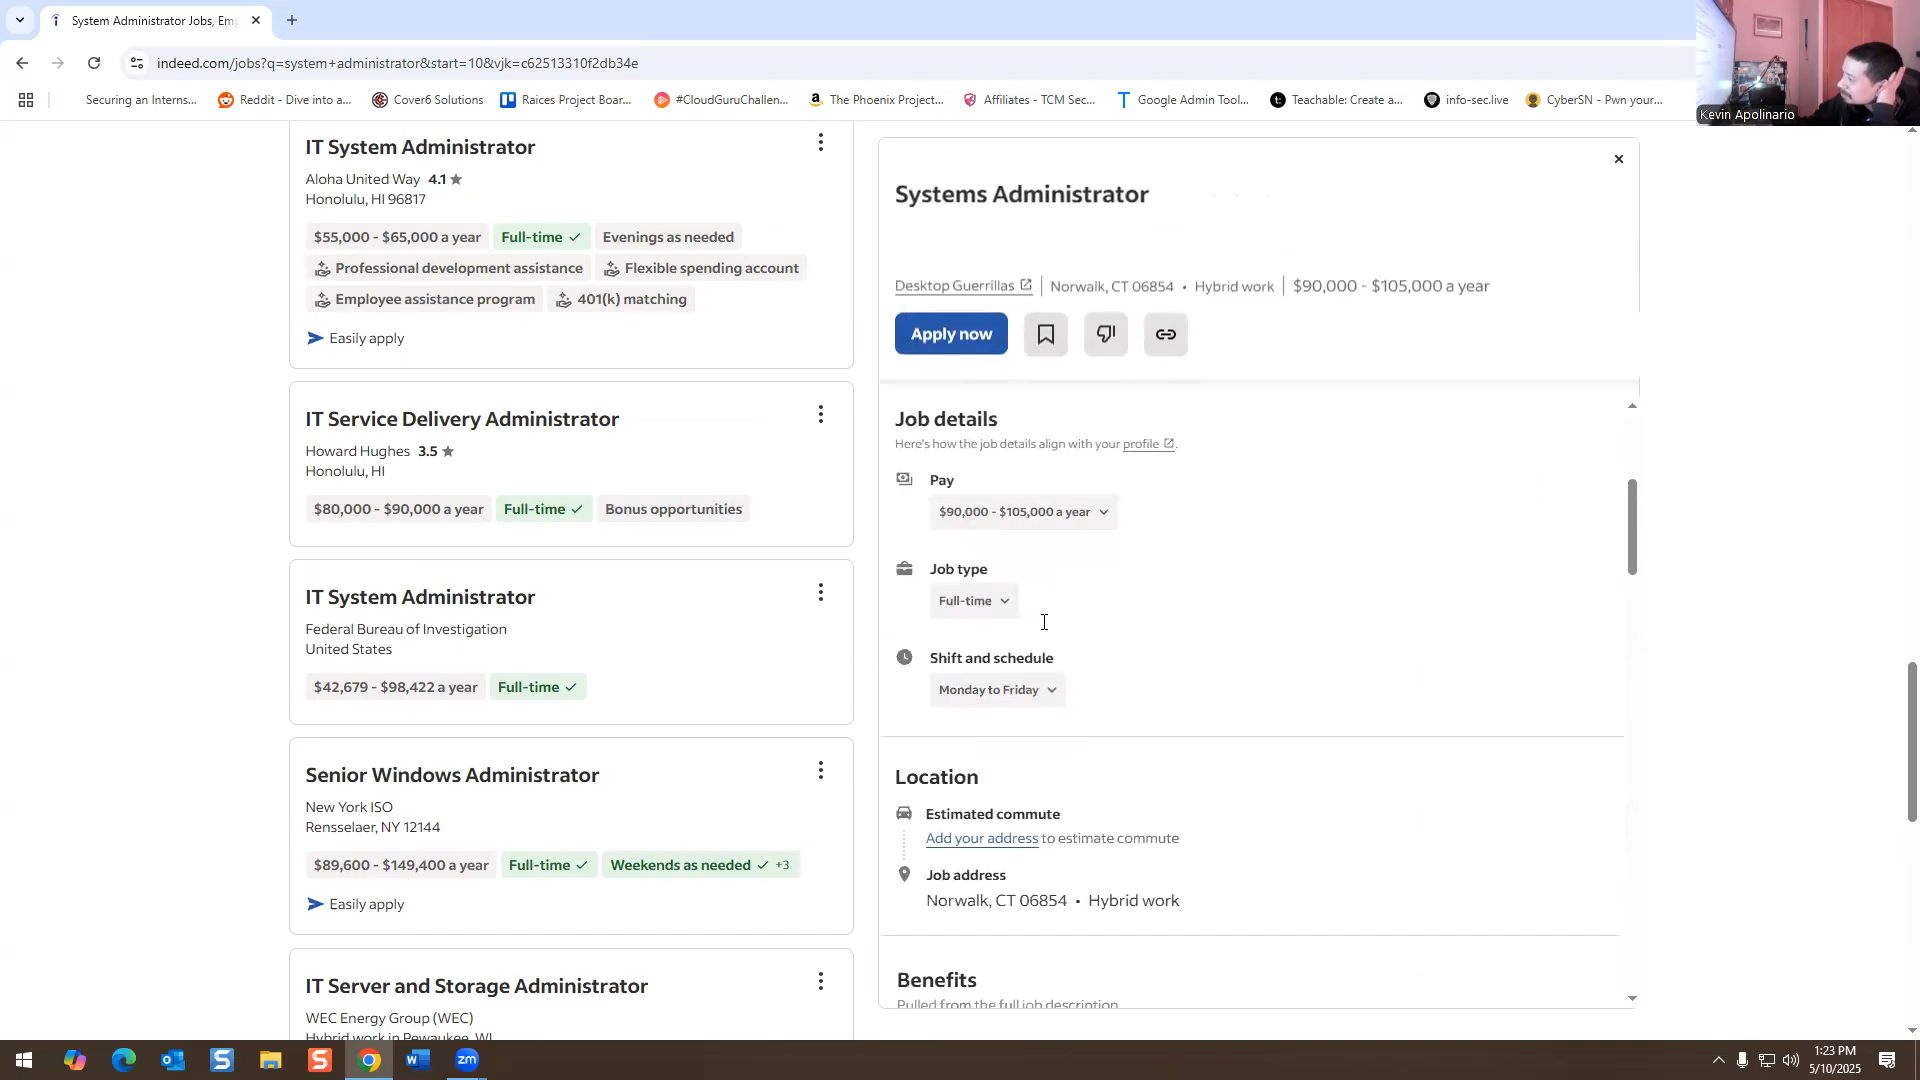 System Administrator Jobs, Em
indeed.com/jobs?q=system+administrator&start=10&vjk=c62513310f2db34e
Securing an Interns...
Reddit - Dive into a...
Cover6 Solutions
Raices Project Boar...
#CloudGuruChallen...
The Phoenix Project...
Affiliates - TCM Sec...
Google Admin Tool...
Teachable: Create a...
info-sec.live
CyberSN - Pwn your...
Kevin Apolinario
IT System Administrator
Aloha United Way 4.1 ★
Honolulu, HI 96817
$55,000 - $65,000 a year Full-time ✓ Evenings as needed
Professional development assistance Flexible spending account
Employee assistance program 401(k) matching
Easily apply
IT Service Delivery Administrator
Howard Hughes 3.5 ★
Honolulu, HI
$80,000 - $90,000 a year Full-time ✓ Bonus opportunities
IT System Administrator
Federal Bureau of Investigation
United States
$42,679 - $98,422 a year Full-time ✓
Senior Windows Administrator
New York ISO
Rensselaer, NY 12144
$89,600 - $149,400 a year Full-time ✓ Weekends as needed ✓ +3
Easily apply
IT Server and Storage Administrator
WEC Energy Group (WEC)
Hybrid work in Pewaukee, WI
Systems Administrator
Desktop Guerrillas | Norwalk, CT 06854 • Hybrid work | $90,000 - $105,000 a year
Apply now
Job details
Here's how the job details align with your profile.
Pay
$90,000 - $105,000 a year
Job type
Full-time
Shift and schedule
Monday to Friday
Location
Estimated commute
Add your address to estimate commute
Job address
Norwalk, CT 06854 • Hybrid work
Benefits
Pulled from the full job description
zm
1:23 PM
5/10/2025